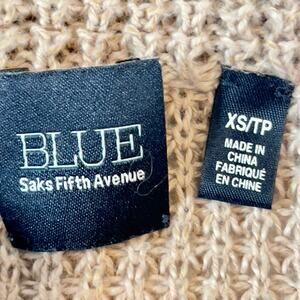 BLUE
Saks Fifth Avenue
XS/TP
MADE IN
CHINA
FABRIQUÉ
EN CHINE